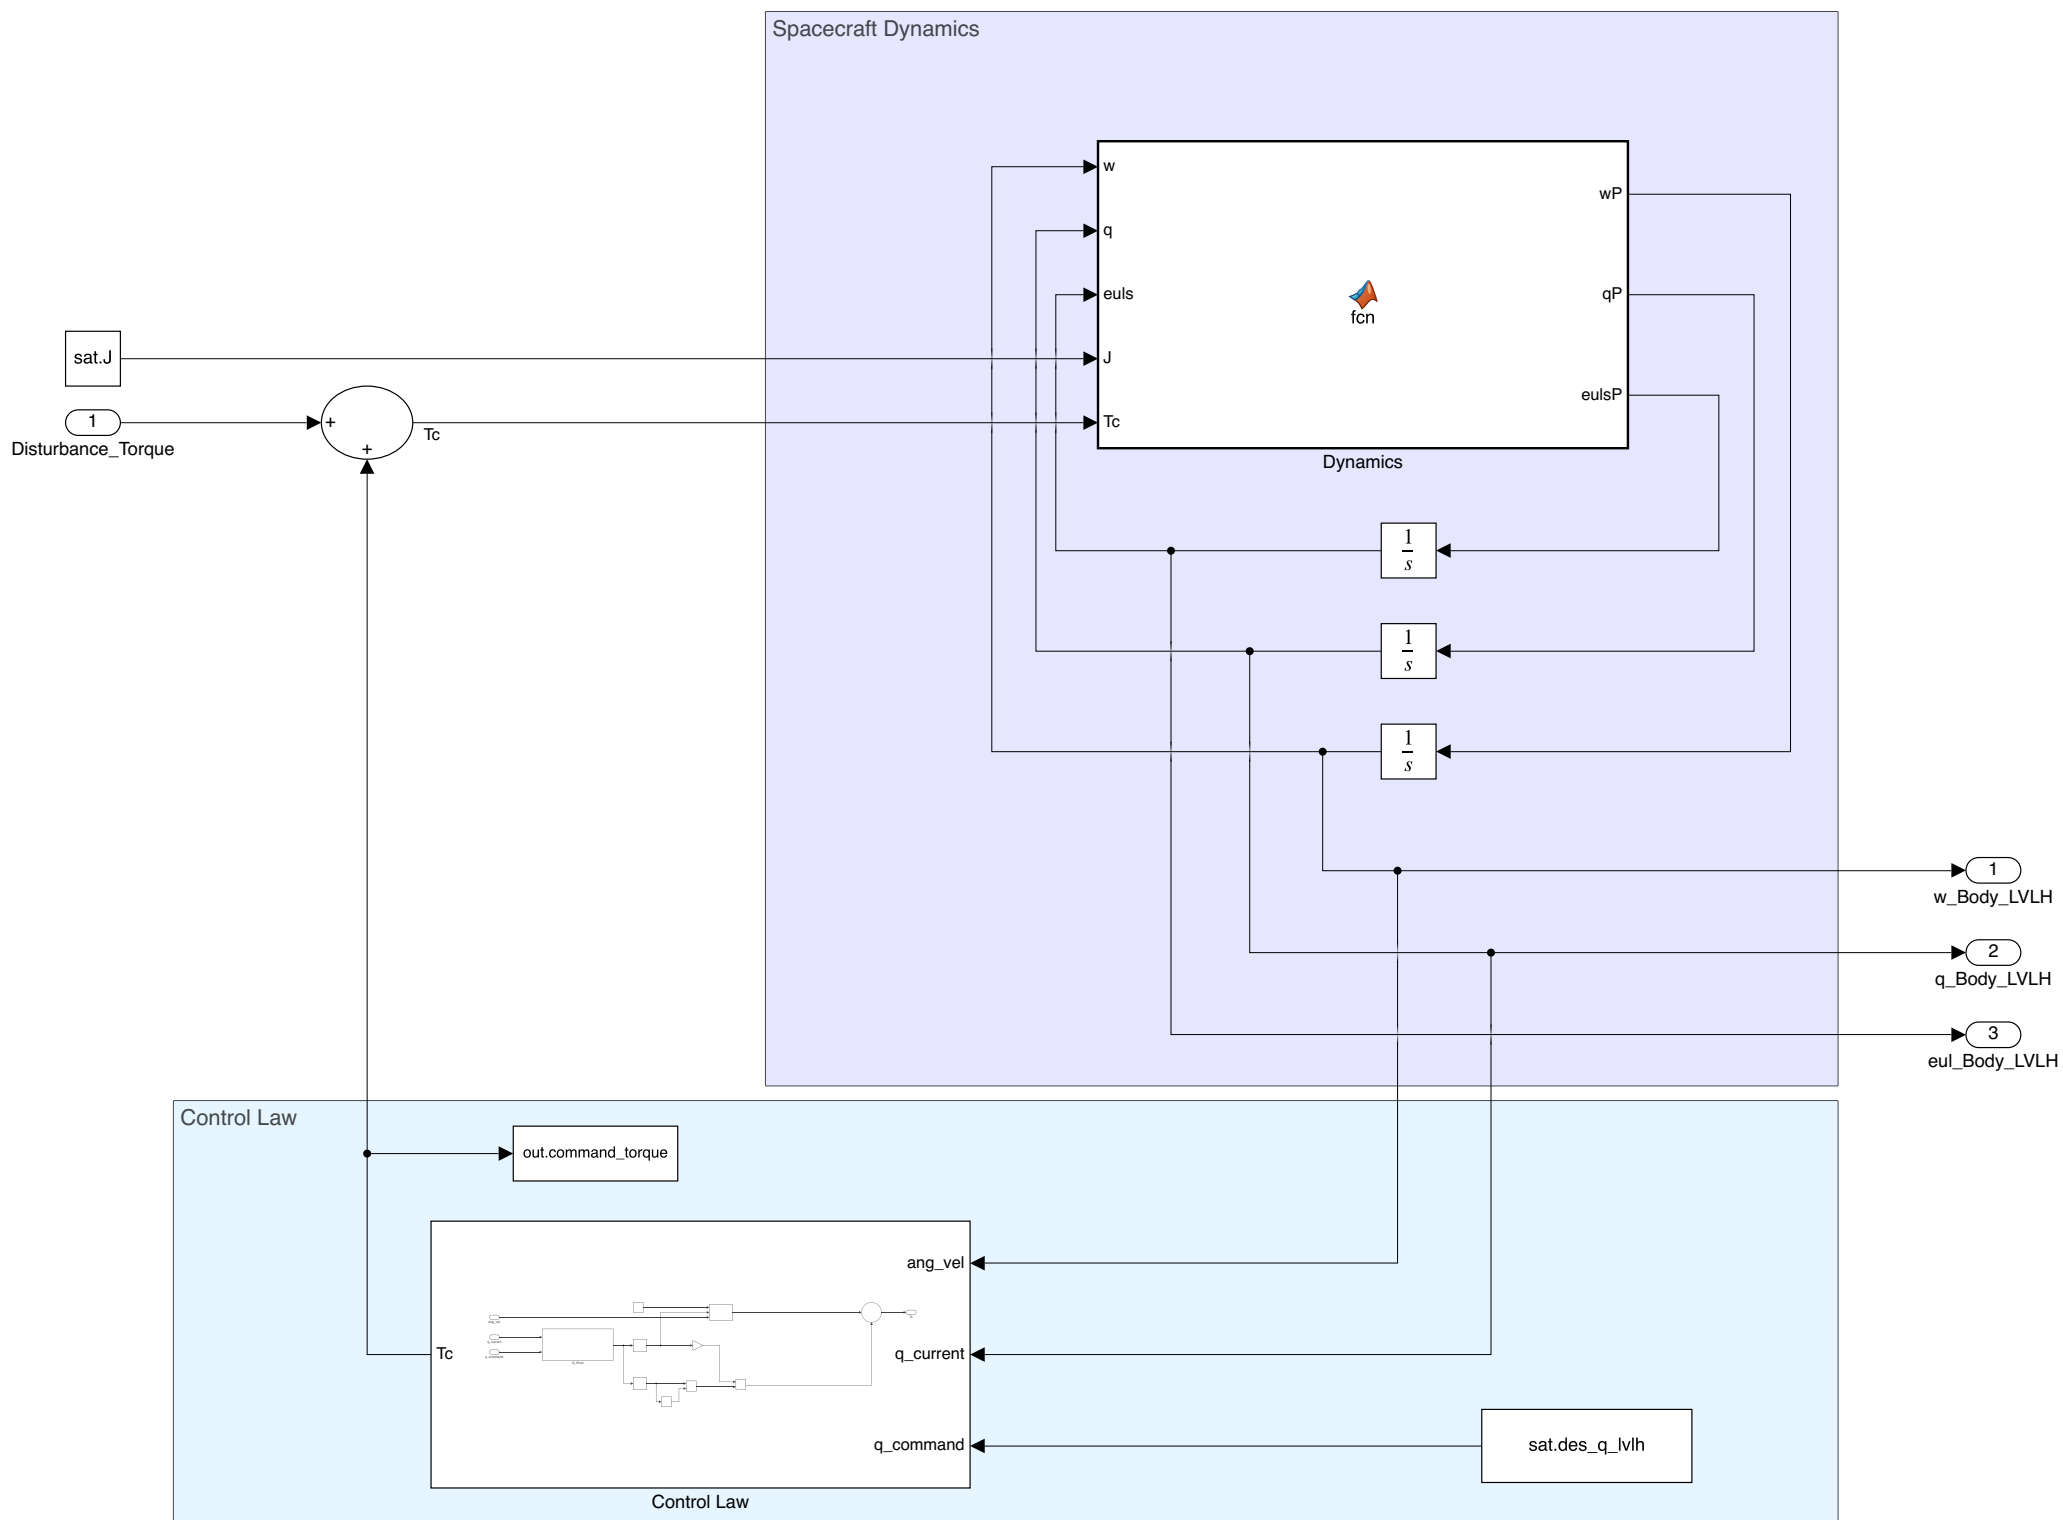 Spacecraft Dynamics
w
wP
q
euls
qP
fcn
sat.J
J
eulsP
1
Disturbance_Torque
+
+
Tc
Tc
Dynamics
1
s
1
s
1
s
1
w_Body_LVLH
2
q_Body_LVLH
3
eul_Body_LVLH
Control Law
out.command_torque
ang_vel
Tc
q_current
q_command
sat.des_q_lvlh
Control Law